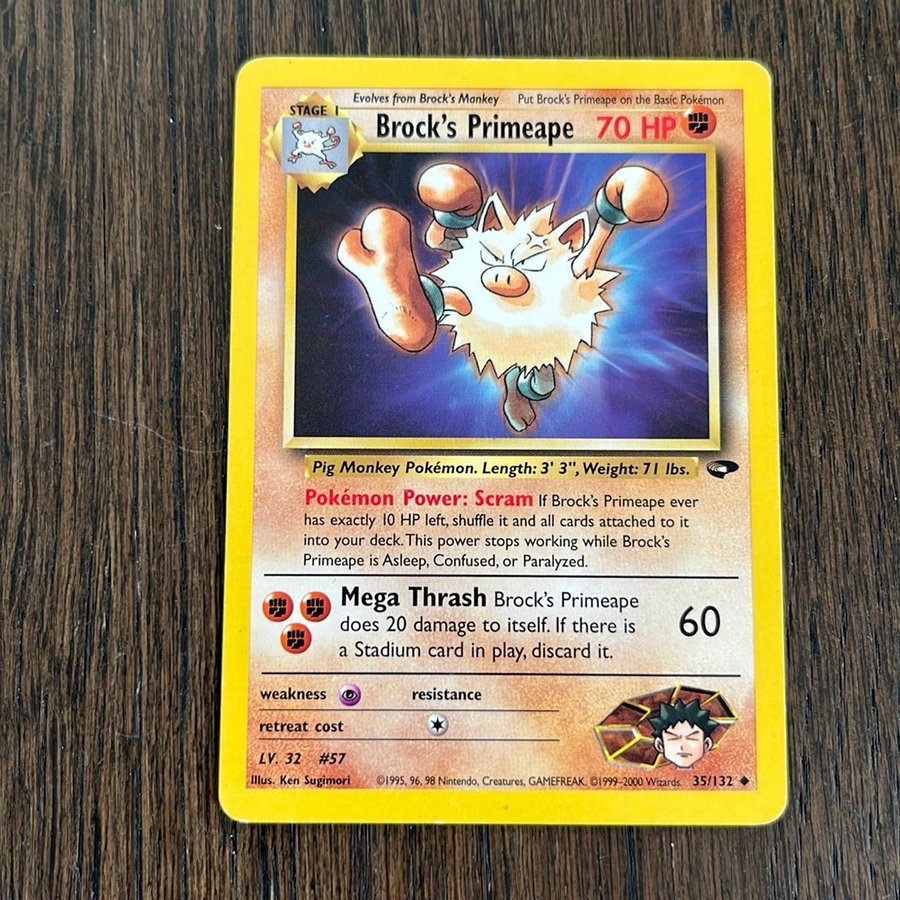 Evolves from Brock's Mankey Put Brock's Primeape on the Basic Pokémon
STAGE 1
Brock's Primeape 70 HP
Pig Monkey Pokémon. Length: 3' 3", Weight: 71 lbs.
Pokémon Power: Scram If Brock's Primeape ever
has exactly 10 HP left, shuffle it and all cards attached to it
into your deck. This power stops working while Brock's
Primeape is Asleep, Confused, or Paralyzed.
Mega Thrash Brock's Primeape
does 20 damage to itself. If there is
a Stadium card in play, discard it.
60
weakness resistance
retreat cost
LV. 32 #57
Illus. Ken Sugimori ©1995, 96, 98 Nintendo, Creatures, GAMEFREAK. ©1999-2000 Wizards. 35/132